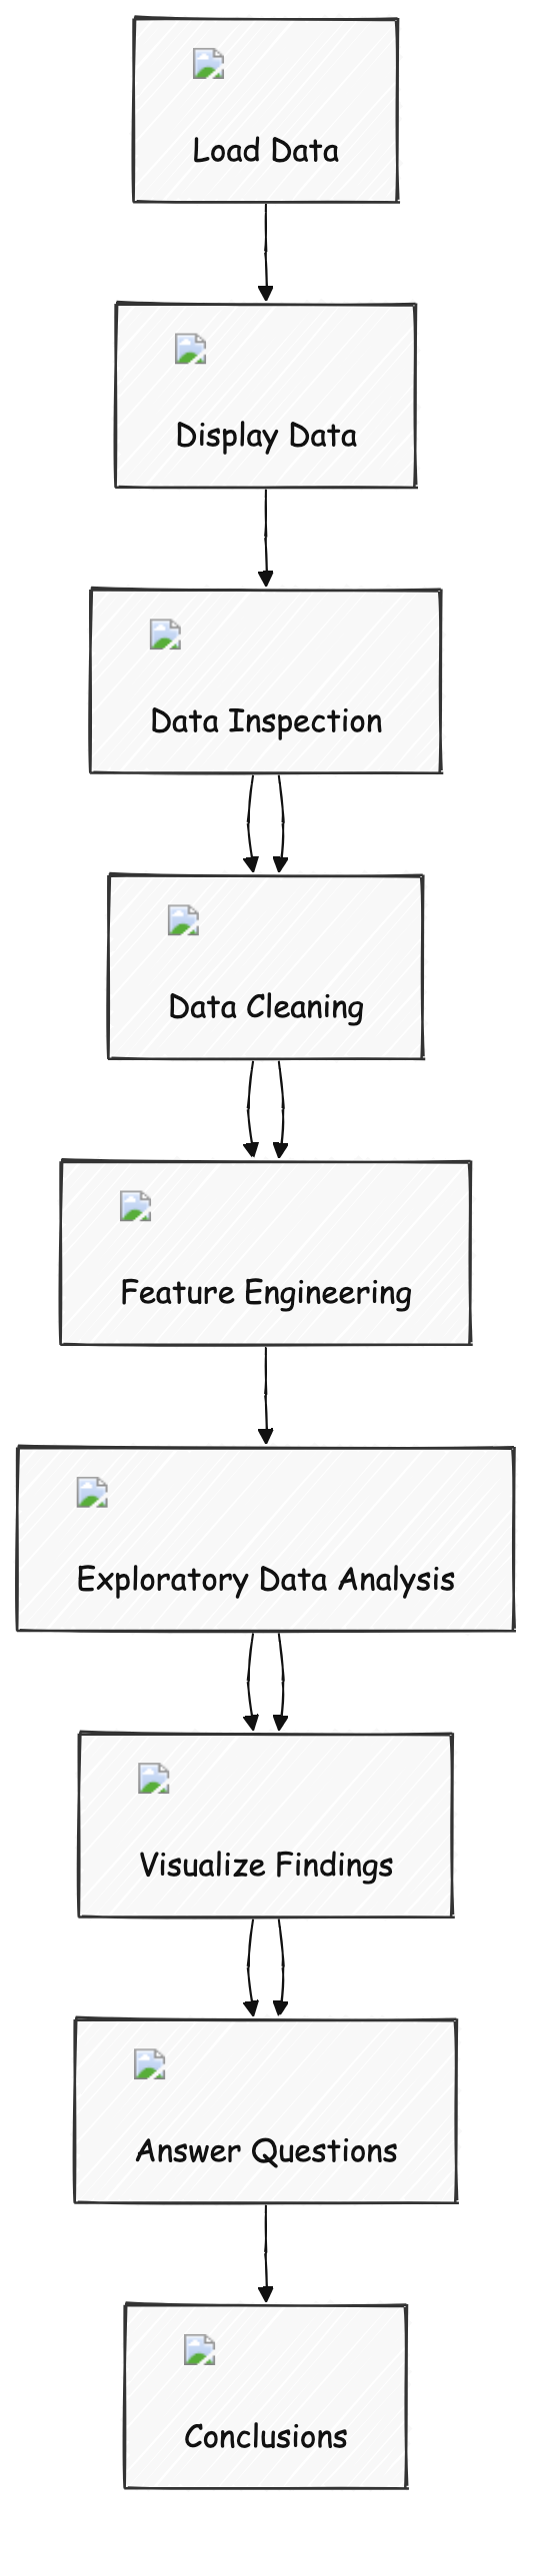 Load Data
Display Data
Data Inspection
Data Cleaning
Feature Engineering
Exploratory Data Analysis
Visualize Findings
Answer Questions
Conclusions